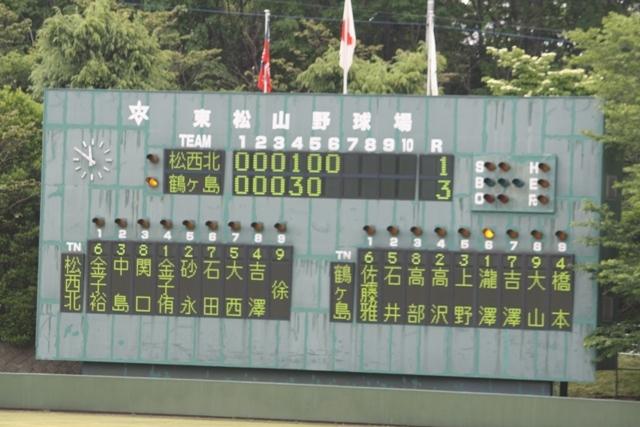 東松山野球場
TEAM 1 2 3 4 5 6 7 8 9 10 R
松西北 000100 1
鶴ヶ島 00030 3
S H
B E
O F
1 2 3 4 5 6 7 8 9
TN 6 3 8 1 2 7 5 4 9
松西北 金子裕 中島 関口 金子侑 砂永 石田 大西 吉澤 徐
1 2 3 4 5 6 7 8 9
TN 6 5 8 2 3 1 7 9 4
鶴ヶ島 佐藤雅 石井 高部 高沢 上野 瀧澤 吉澤 大山 橋本